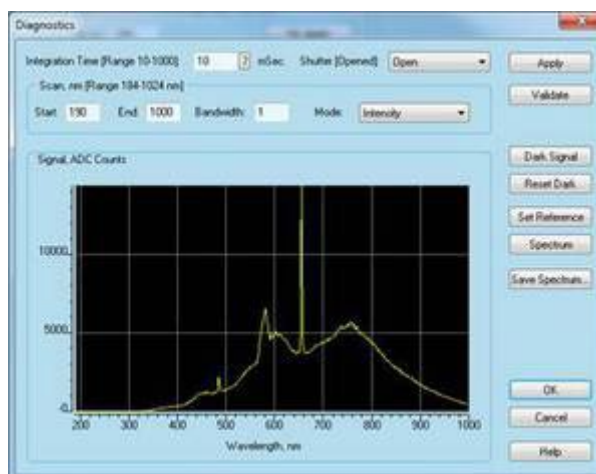 Diagnostics
Integration Time [Range 10-1000] 10 mSec. Shutter [Opened] Open
Apply
Scan, nm [Range 184-1024 nm]
Validate
Start: 190 End: 1000 Bandwidth: 1 Mode: Intensity
Signal, ADC Counts
Dark Signal
Reset Dark
Set Reference
Spectrum
Save Spectrum...
10000
5000
0
200 300 400 500 600 700 800 900 1000
Wavelength, nm
OK
Cancel
Help